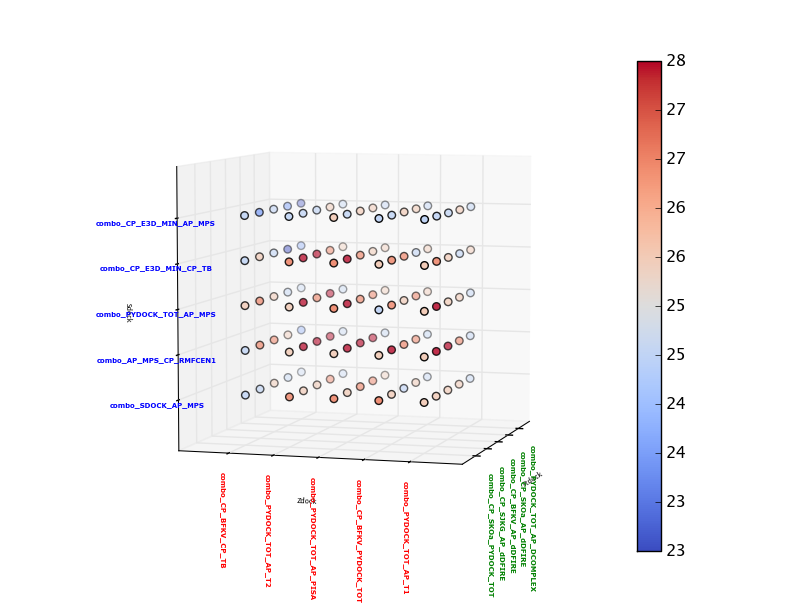 28
27
27
26
26
25
25
24
24
23
23
combo_CP_E3D_MIN_AP_MPS
combo_CP_E3D_MIN_CP_TB
combo_PYDOCK_TOT_AP_MPS
combo_AP_MPS_CP_RMFCEN1
combo_SDOCK_AP_MPS
Sdock
Zdock
combo_CP_BFKV_CP_TB
combo_PYDOCK_TOT_AP_T2
combo_PYDOCK_TOT_AP_PISA
combo_CP_BFKV_PYDOCK_TOT
combo_PYDOCK_TOT_AP_T1
combo_CP_SKOa_PYDOCK_TOT
combo_CP_SJKG_AP_dDFIRE
combo_CP_BFKV_AP_dDFIRE
combo_CP_SKOa_AP_dDFIRE
combo_PYDOCK_TOT_AP_DCOMPLEX